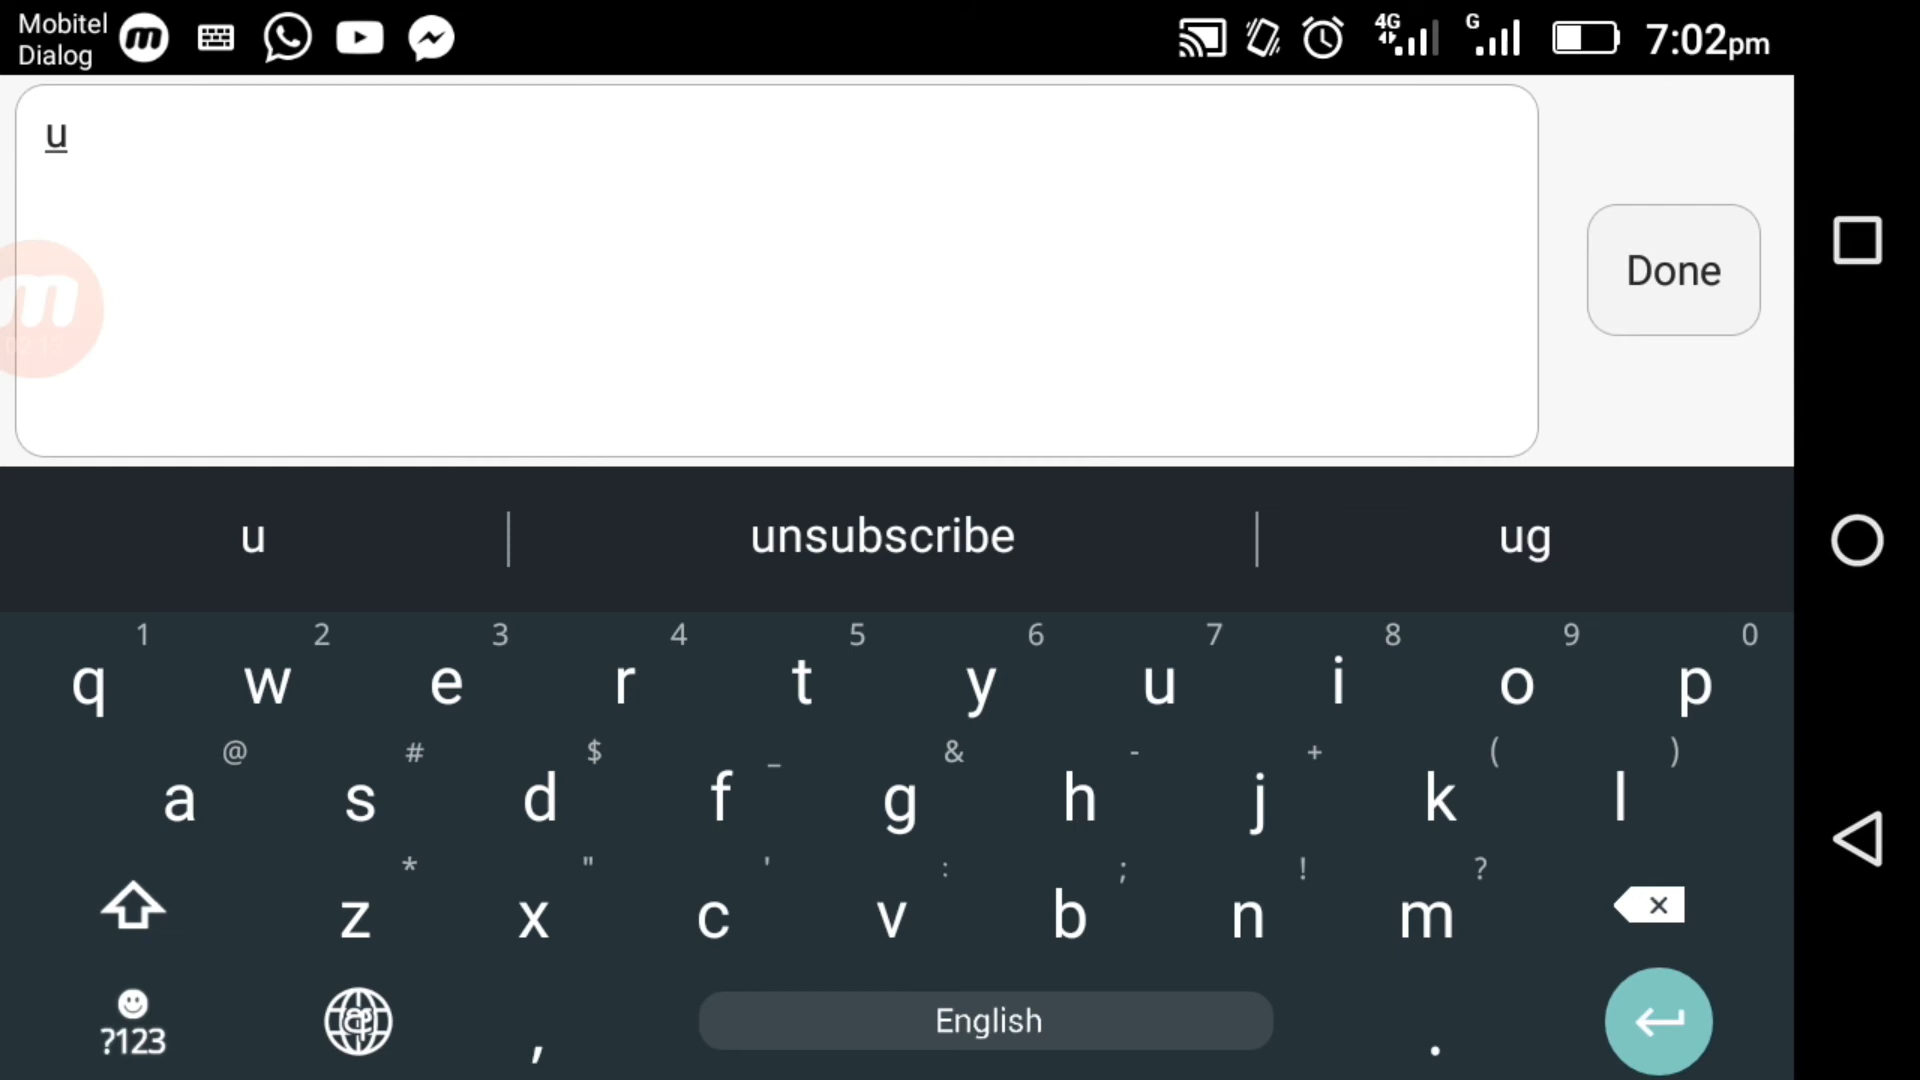 Mobitel
Dialog
4G
G
7:02pm
u
Done
u
unsubscribe
ug
1 2 3 4 5 6 7 8 9 0
q w e r t y u i o p
@ # $ _ & - + ( )
a s d f g h j k l
* " ' : ; ! ?
z x c v b n m
?123
,
English
.